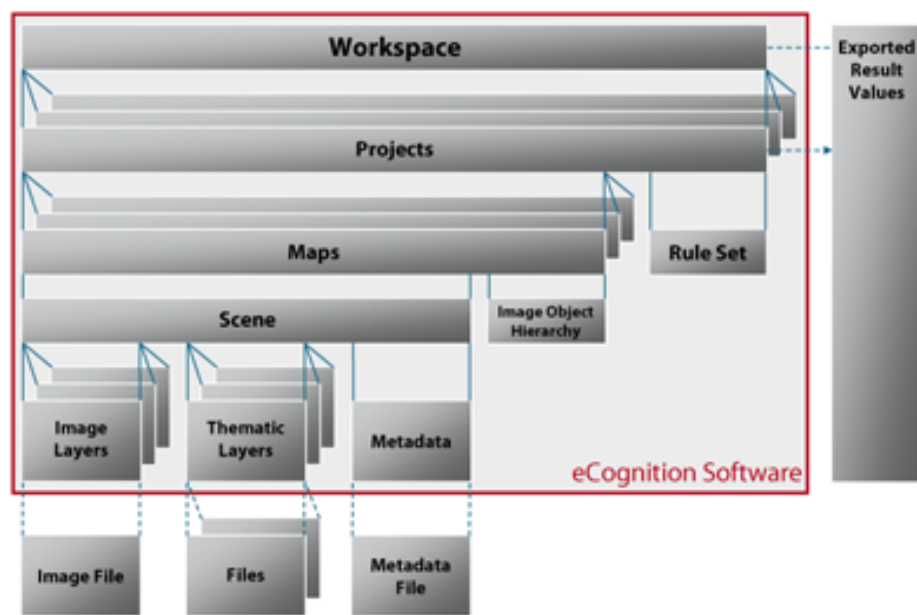 Workspace
Exported
Result
Values
Projects
Maps
Rule Set
Scene
Image Object
Hierarchy
Image
Layers
Thematic
Layers
Metadata
eCognition Software
Image File
Files
Metadata
File